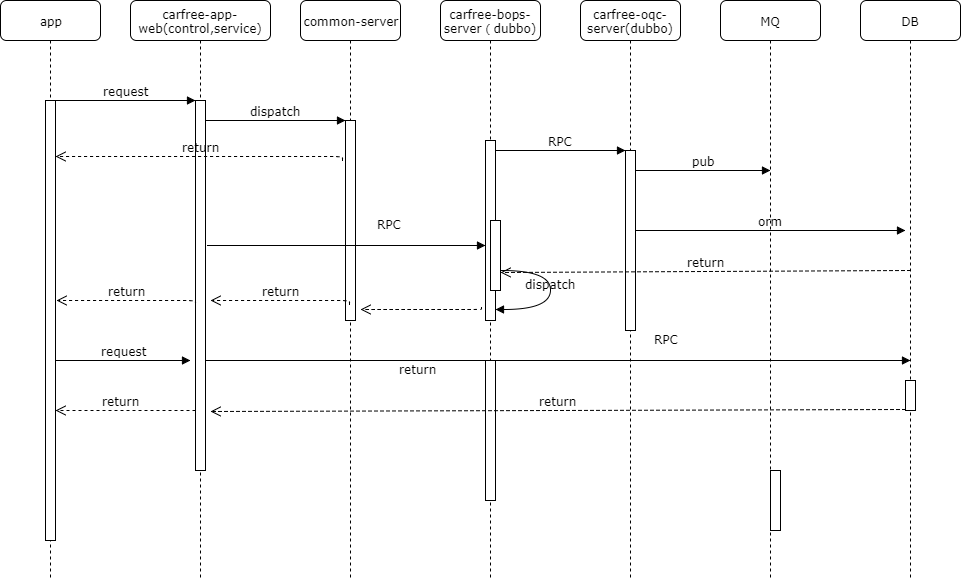 app
carfree-app-
web(control,service)
common-server
carfree-bops-
server ( dubbo)
carfree-oqc-
server(dubbo)
MQ
DB
request
dispatch
return
RPC
pub
RPC
orm
return
dispatch
return
return
request
RPC
return
return
return